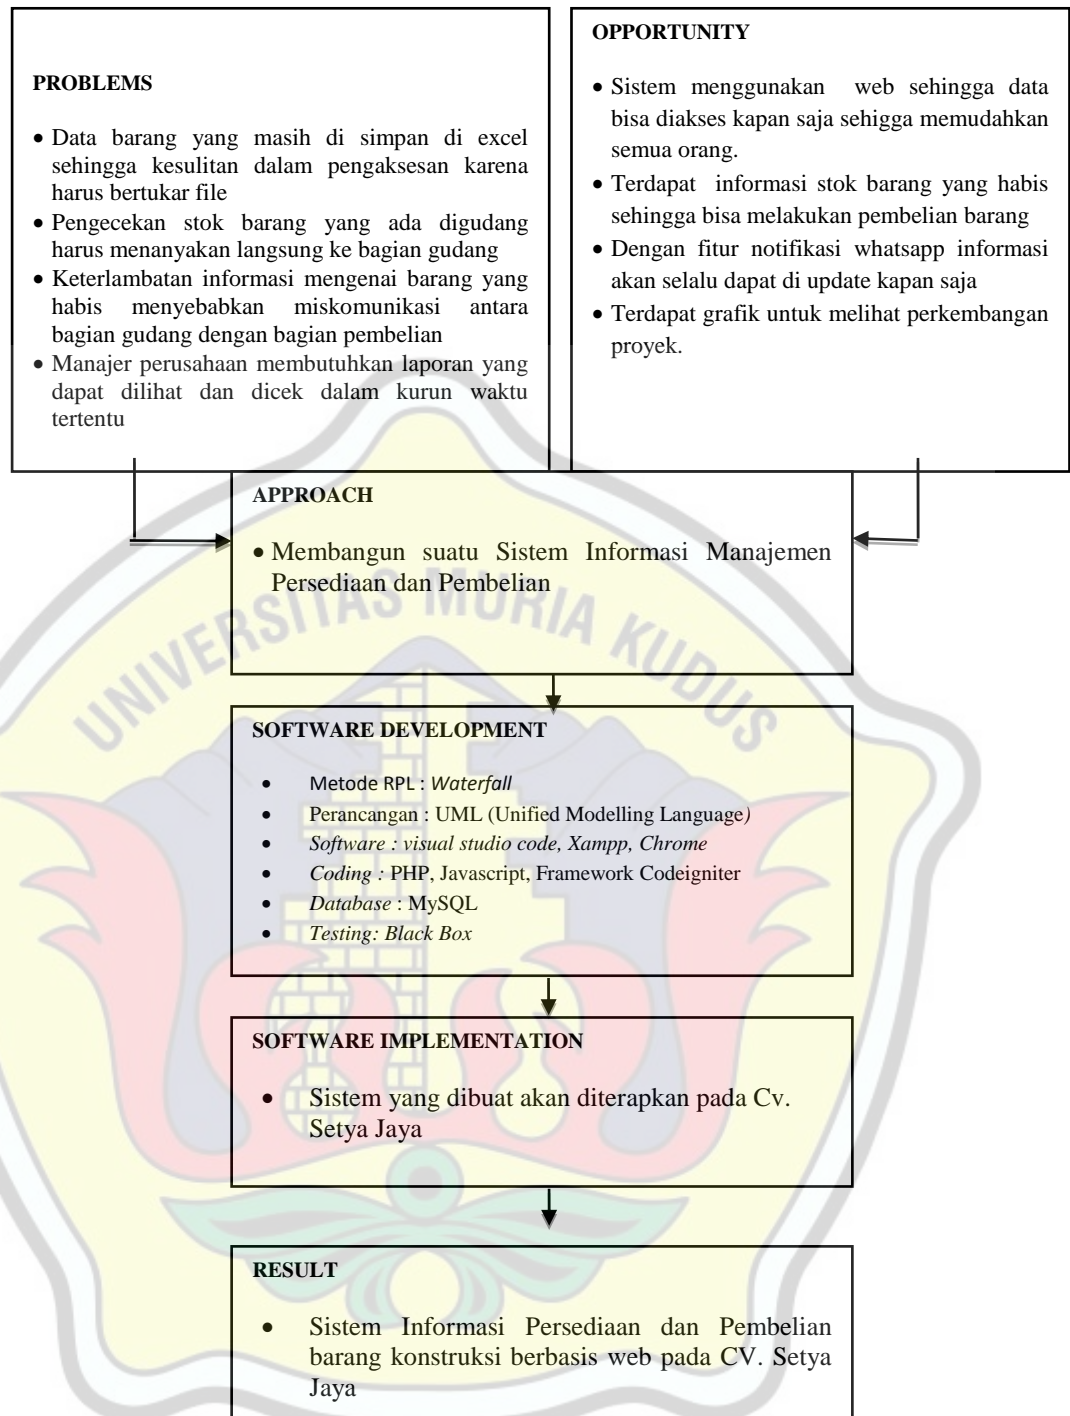 PROBLEMS
• Data barang yang masih di simpan di excel
sehingga kesulitan dalam pengaksesan karena
harus bertukar file
• Pengecekan stok barang yang ada digudang
harus menanyakan langsung ke bagian gudang
• Keterlambatan informasi mengenai barang yang
habis menyebabkan miskomunikasi antara
bagian gudang dengan bagian pembelian
• Manajer perusahaan membutuhkan laporan yang
dapat dilihat dan dicek dalam kurun waktu
tertentu
OPPORTUNITY
• Sistem menggunakan web sehingga data
bisa diakses kapan saja sehigga memudahkan
semua orang.
• Terdapat informasi stok barang yang habis
sehingga bisa melakukan pembelian barang
• Dengan fitur notifikasi whatsapp informasi
akan selalu dapat di update kapan saja
• Terdapat grafik untuk melihat perkembangan
proyek.
APPROACH
• Membangun suatu Sistem Informasi Manajemen
Persediaan dan Pembelian
UNIVERSITAS MURIA KUDUS
SOFTWARE DEVELOPMENT
• Metode RPL : Waterfall
• Perancangan : UML (Unified Modelling Language)
• Software : visual studio code, Xampp, Chrome
• Coding : PHP, Javascript, Framework Codeigniter
• Database : MySQL
• Testing: Black Box
SOFTWARE IMPLEMENTATION
• Sistem yang dibuat akan diterapkan pada Cv.
Setya Jaya
RESULT
• Sistem Informasi Persediaan dan Pembelian
barang konstruksi berbasis web pada CV. Setya
Jaya